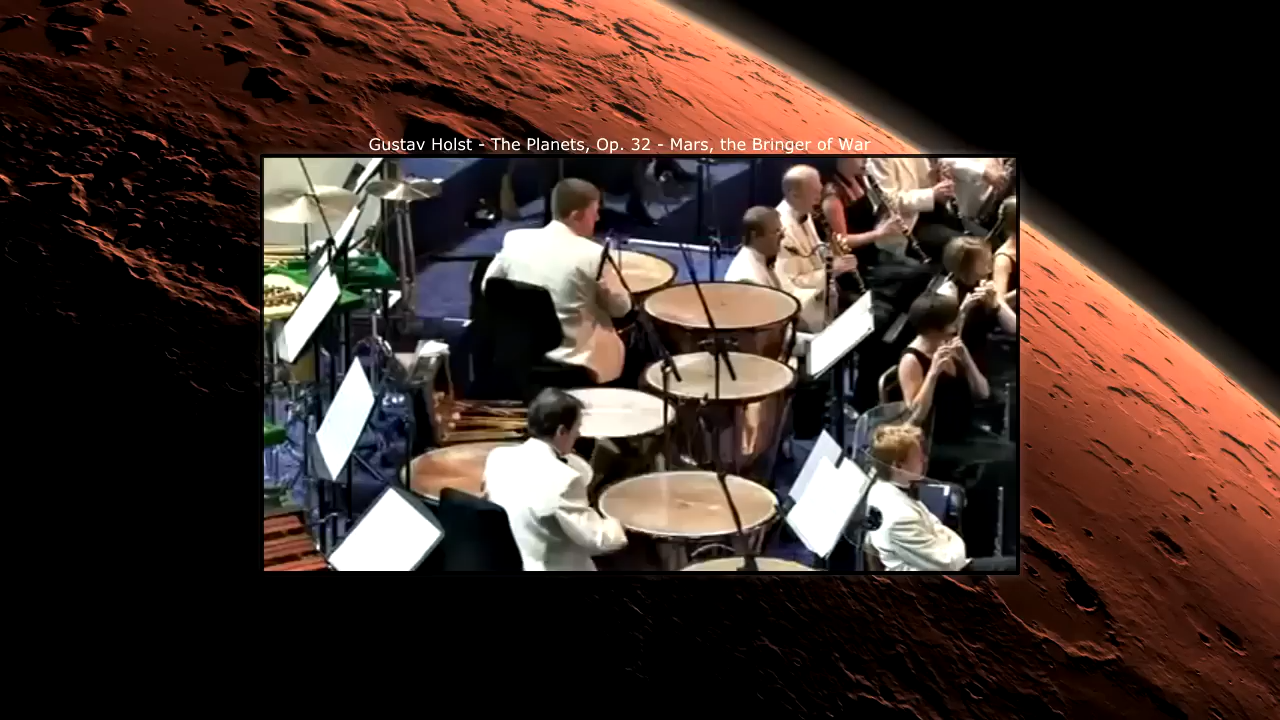 Gustav Holst - The Planets, Op. 32 - Mars, the Bringer of War